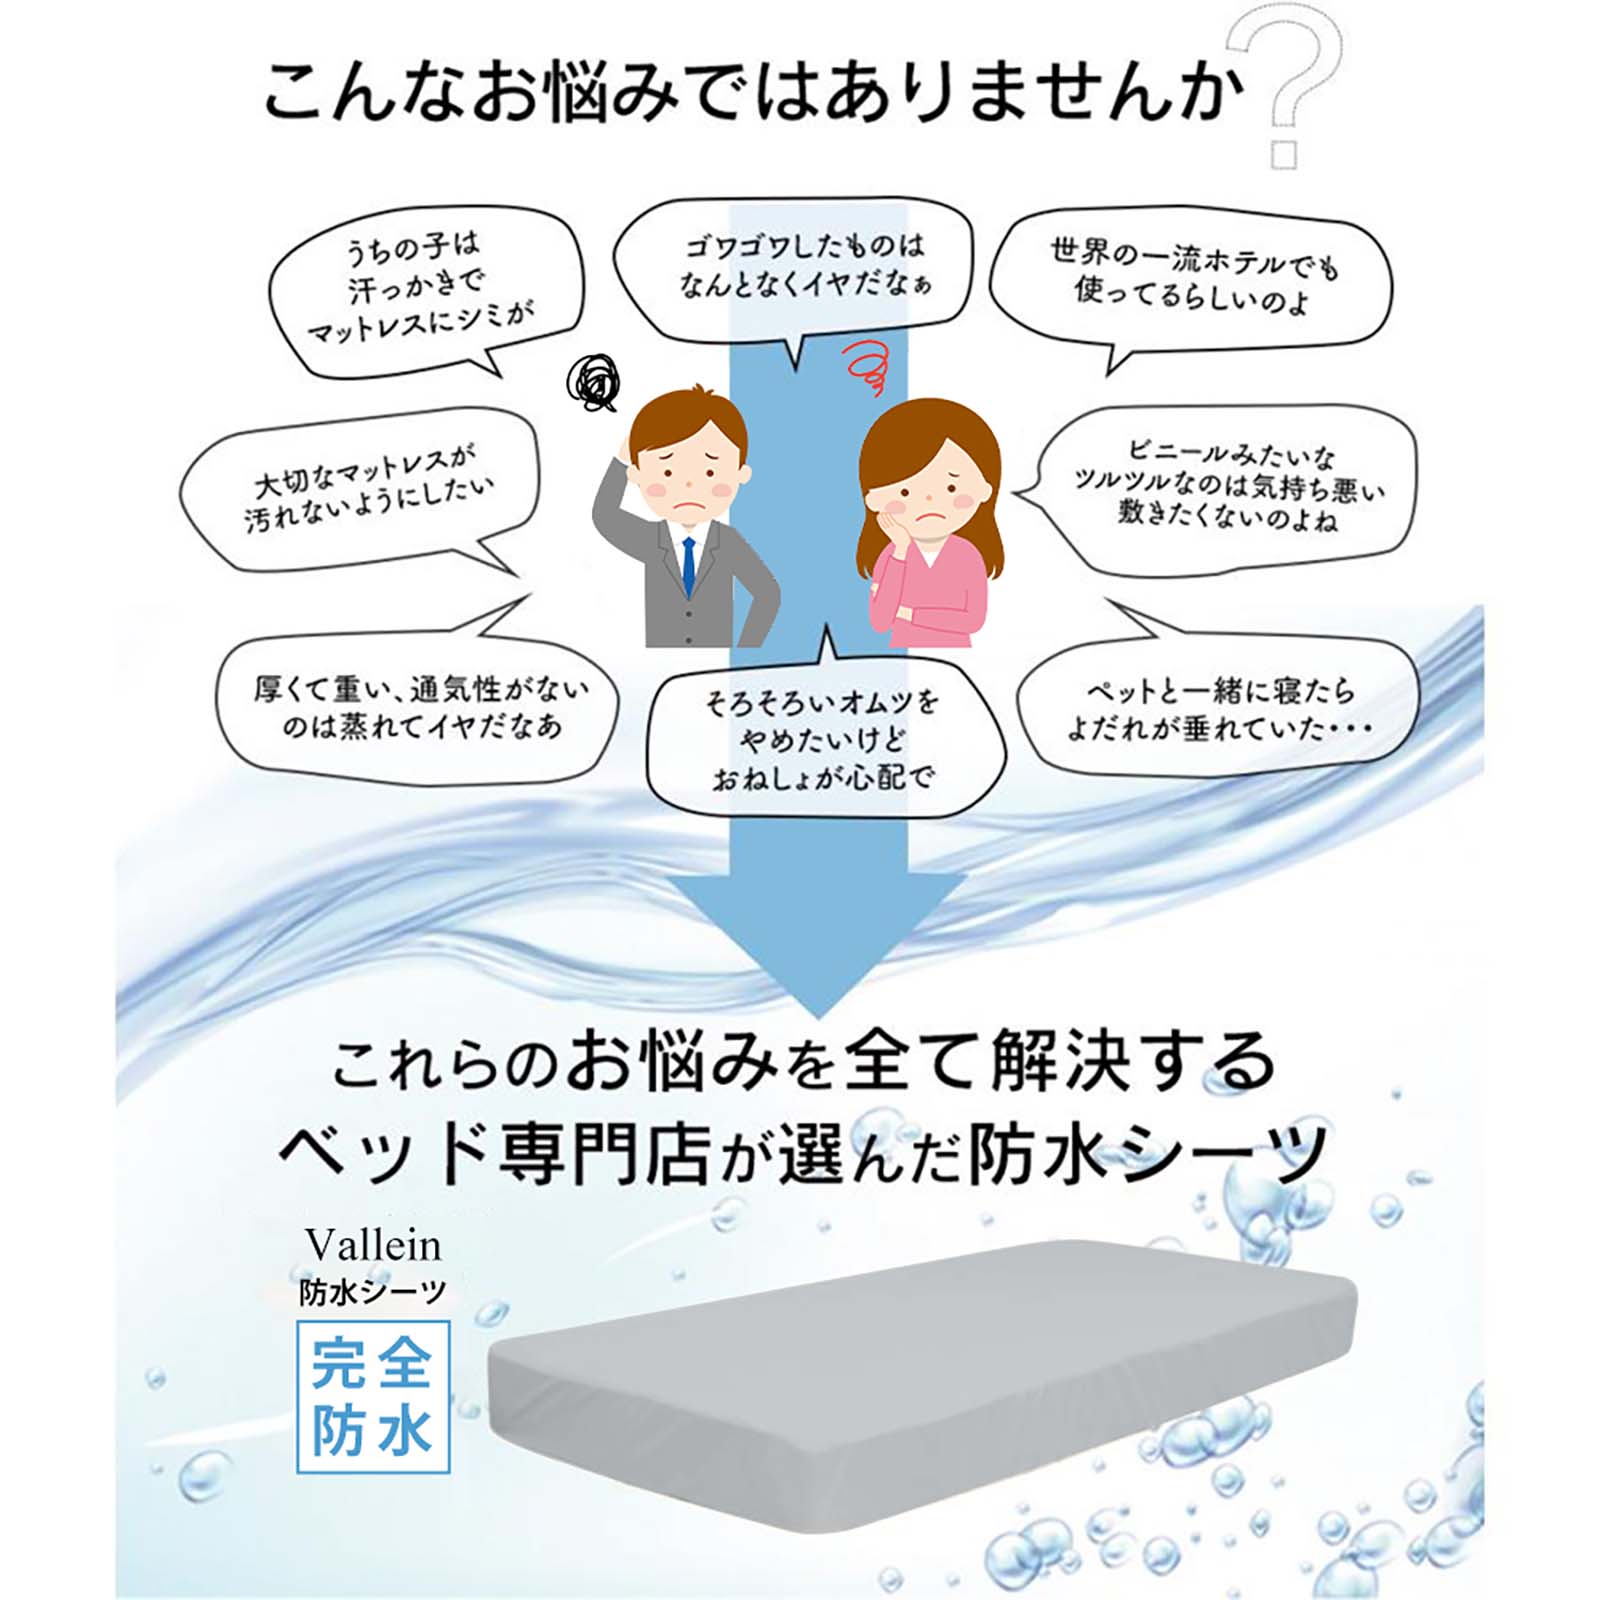 こんなお悩みではありませんか?
うちの子は
汗っかきで
マットレスにシミが
ゴワゴワしたものは
なんとなくイヤだなぁ
世界の一流ホテルでも
使ってるらしいのよ
大切なマットレスが
汚れないようにしたい
ビニールみたいな
ツルツルなのは気持ち悪い
敷きたくないのよね
厚くて重い、通気性がない
のは蒸れてイヤだなあ
そろそろいオムツを
やめたいけど
おねしょが心配で
ペットと一緒に寝たら
よだれが垂れていた・・・
これらのお悩みを全て解決する
ベッド専門店が選んだ防水シーツ
Vallein
防水シーツ
完全
防水